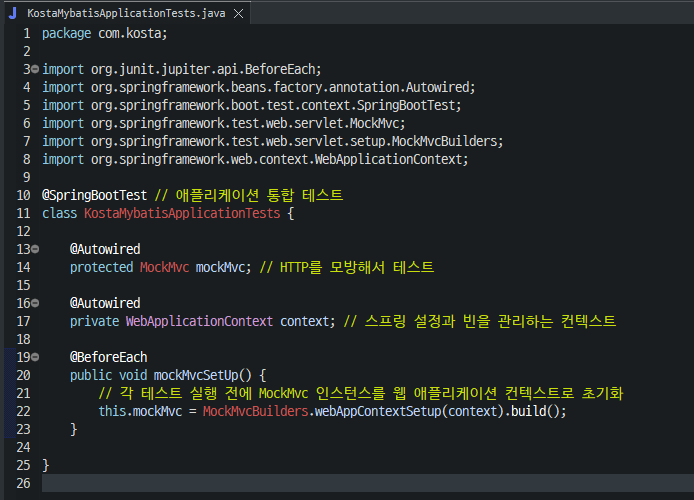 KostaMybatisApplicationTests.java
1 package com.kosta;
2
3 import org.junit.jupiter.api.BeforeEach;
4 import org.springframework.beans.factory.annotation.Autowired;
5 import org.springframework.boot.test.context.SpringBootTest;
6 import org.springframework.test.web.servlet.MockMvc;
7 import org.springframework.test.web.servlet.setup.MockMvcBuilders;
8 import org.springframework.web.context.WebApplicationContext;
9
10 @SpringBootTest // 애플리케이션 통합 테스트
11 class KostaMybatisApplicationTests {
12
13     @Autowired
14     protected MockMvc mockMvc; // HTTP를 모방해서 테스트
15
16     @Autowired
17     private WebApplicationContext context; // 스프링 설정과 빈을 관리하는 컨텍스트
18
19     @BeforeEach
20     public void mockMvcSetUp() {
21         // 각 테스트 실행 전에 MockMvc 인스턴스를 웹 애플리케이션 컨텍스트로 초기화
22         this.mockMvc = MockMvcBuilders.webAppContextSetup(context).build();
23     }
24
25 }
26